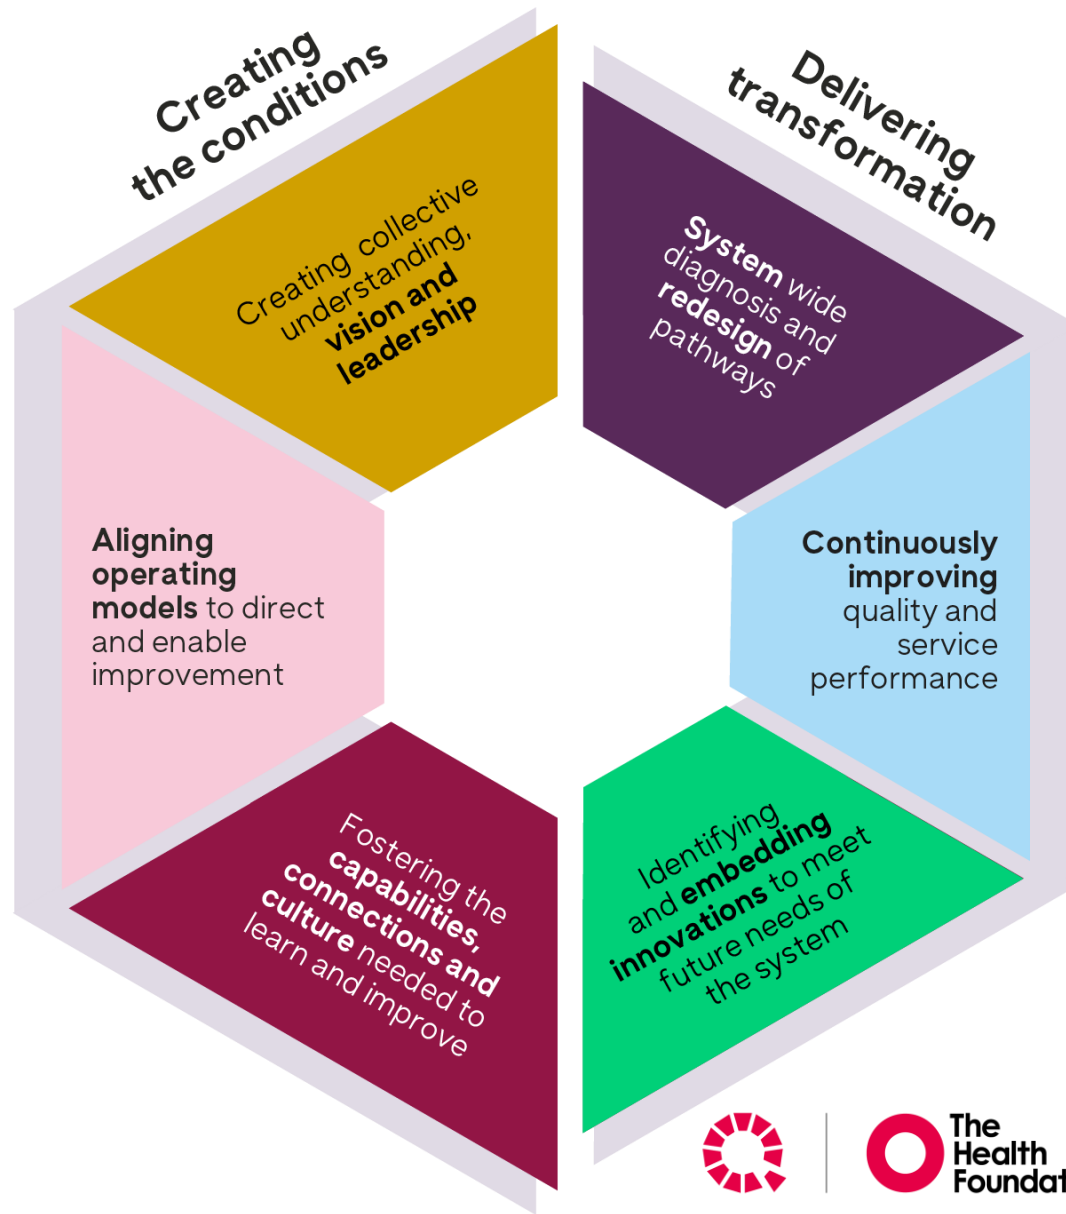 Creating
the conditions
Creating collective
understanding,
vision and
leadership
Aligning
operating
models to direct
and enable
improvement
Fostering the
capabilities,
connections and
culture needed to
learn and improve
Delivering
transformation
System wide
diagnosis and
redesign of
pathways
Continuously
improving
quality and
service
performance
Identifying
and embedding
innovations to meet
future needs of
the system
The
Health
Foundat